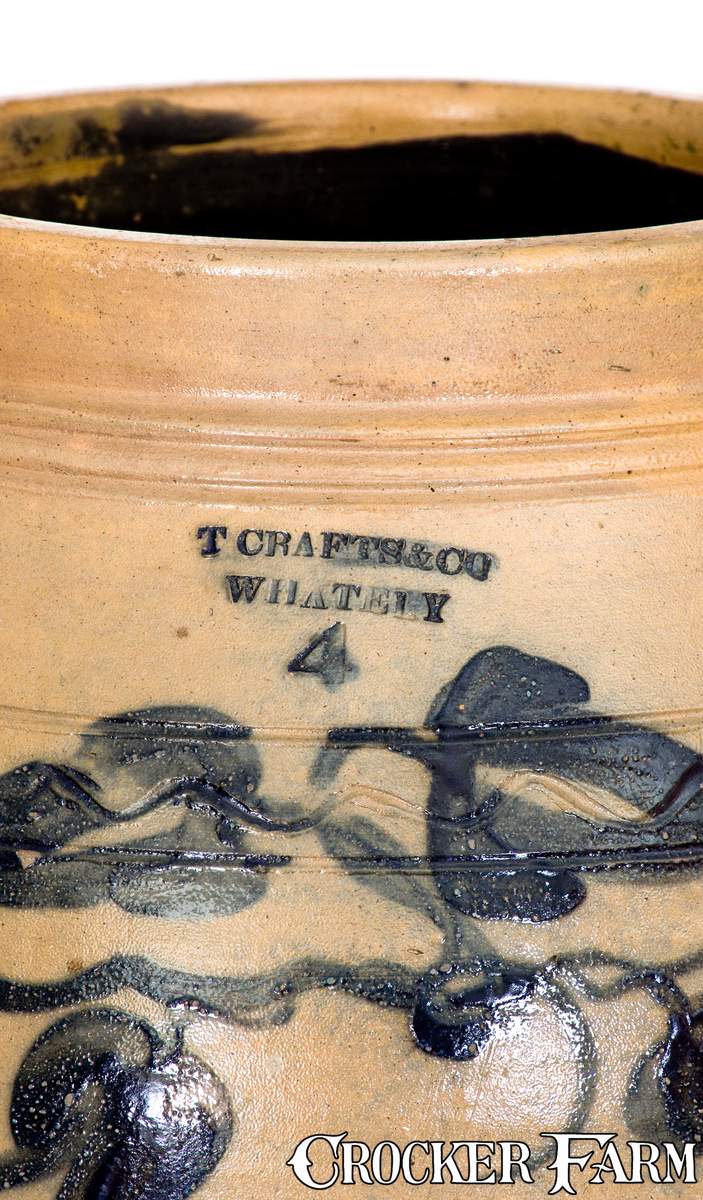 T CRAFTS & CO
WHATELY
4
CROCKER FARM